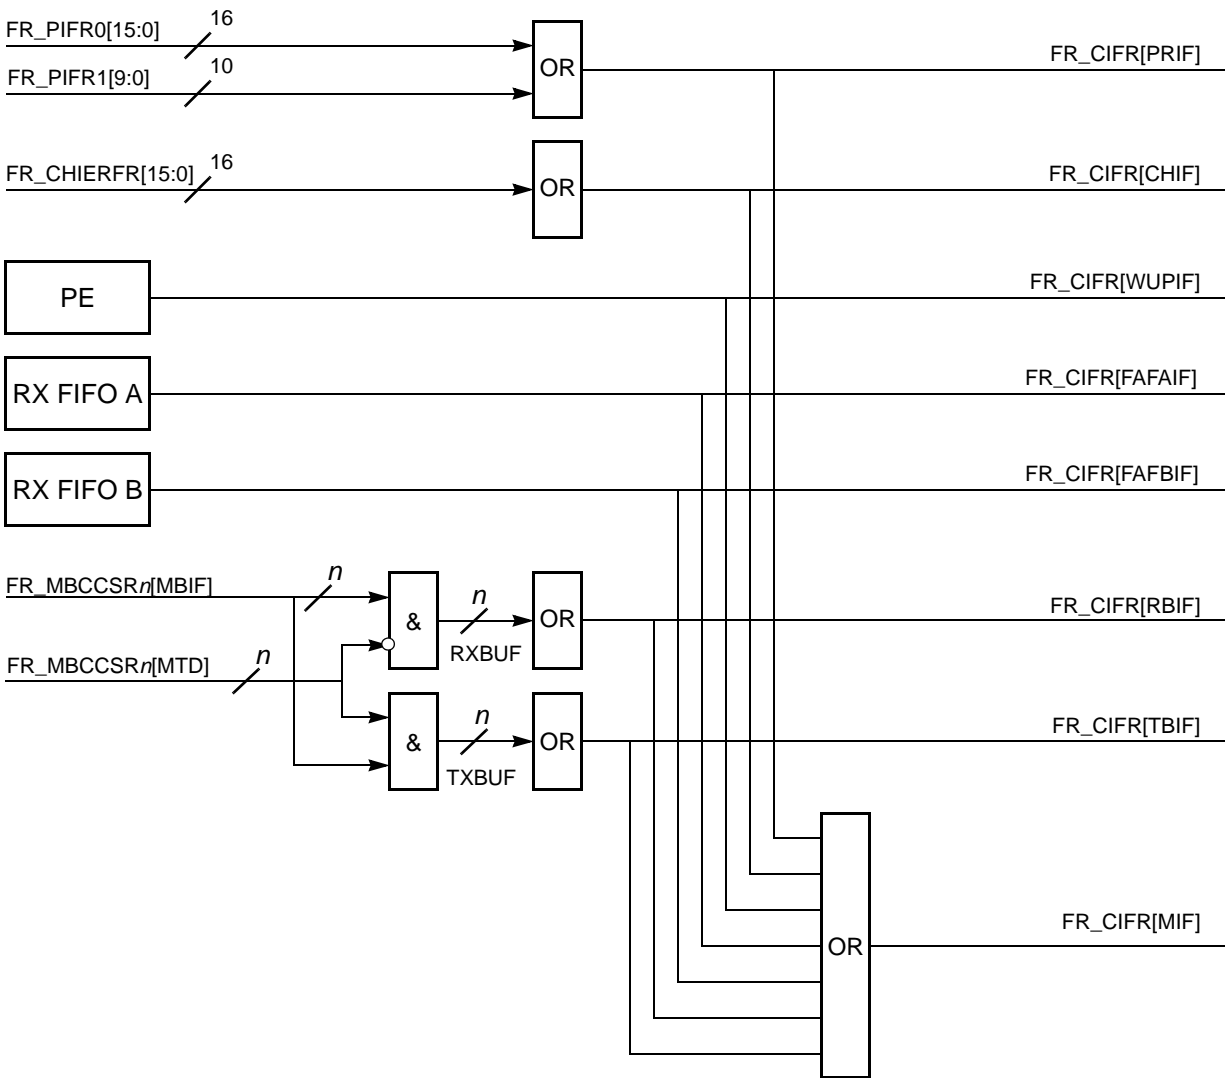 FR_PIFR0[15:0]
16
OR
FR_CIFR[PRIF]
FR_PIFR1[9:0]
10
FR_CHIERFR[15:0]
16
OR
FR_CIFR[CHIF]
PE
FR_CIFR[WUPIF]
RX FIFO A
FR_CIFR[FAFAIF]
RX FIFO B
FR_CIFR[FAFBIF]
FR_MBCCSRn[MBIF]
n
&
n
RXBUF
OR
FR_CIFR[RBIF]
FR_MBCCSRn[MTD]
n
&
n
TXBUF
OR
FR_CIFR[TBIF]
OR
FR_CIFR[MIF]